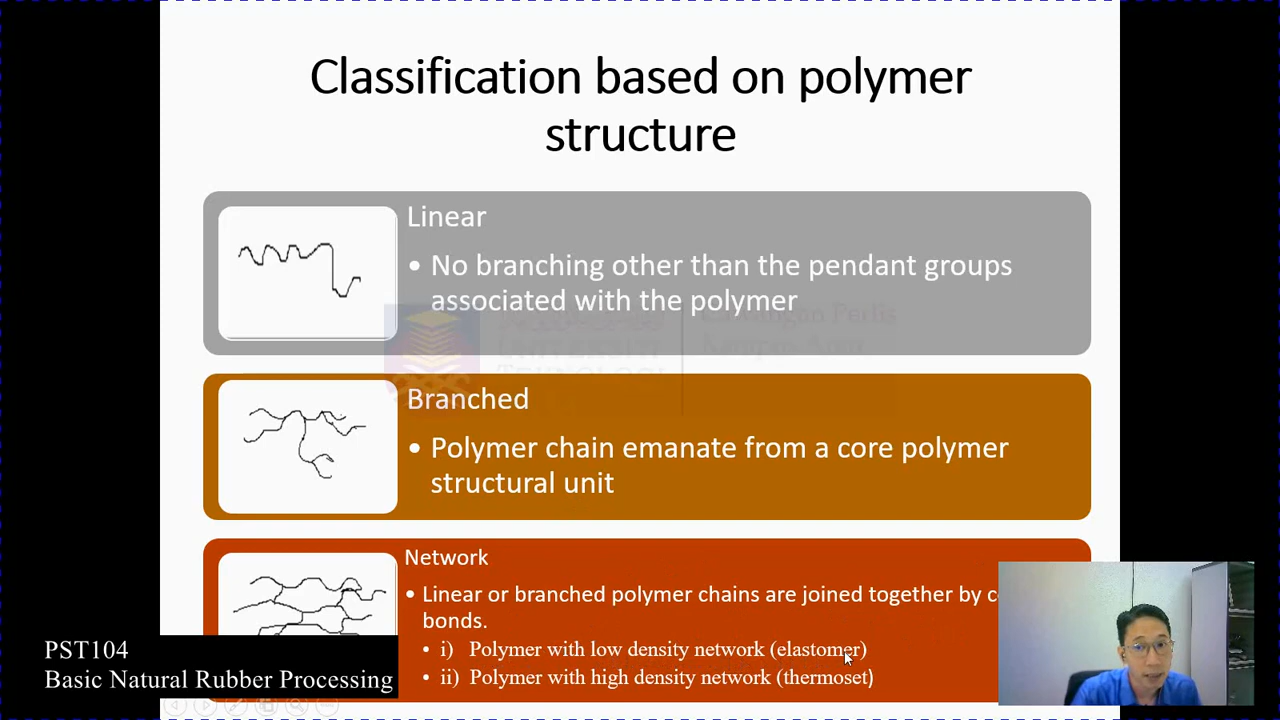 Classification based on polymer
structure
Linear
• No branching other than the pendant groups
associated with the polymer
Branched
• Polymer chain emanate from a core polymer
structural unit
Network
• Linear or branched polymer chains are joined together by
bonds.
• i) Polymer with low density network (elastomer)
• ii) Polymer with high density network (thermoset)
PST104
Basic Natural Rubber Processing